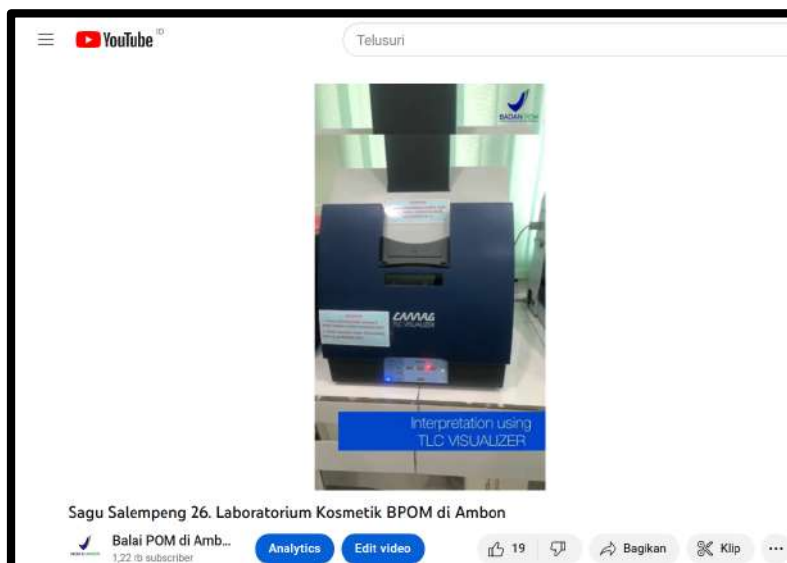 YouTube ID
Telusuri
BADAN POM
CAMAG
TLC VISUALIZER
Interpretation using
TLC VISUALIZER
Sagu Salempeng 26. Laboratorium Kosmetik BPOM di Ambon
Balai POM di Amb...
1,22 rb subscriber
Analytics
Edit video
19
Bagikan
Klip